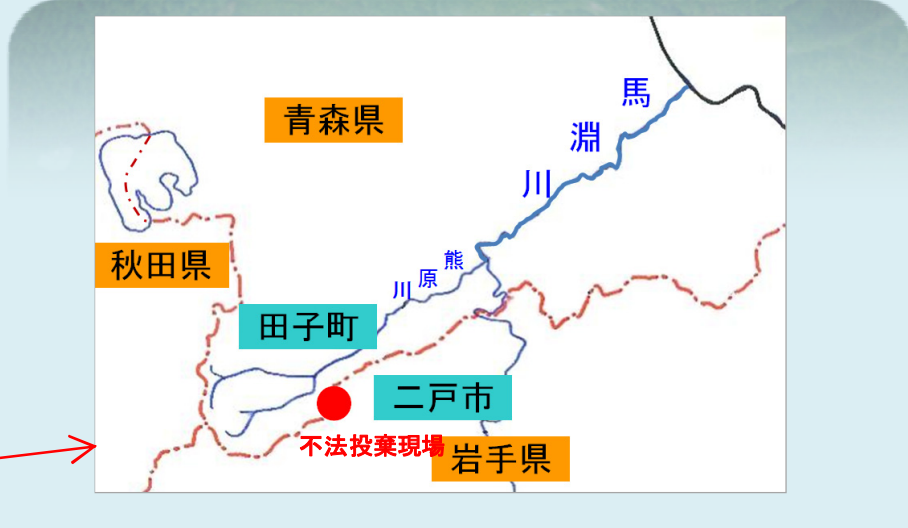 青森県
馬淵川
秋田県
熊原川
田子町
二戸市
不法投棄現場
岩手県